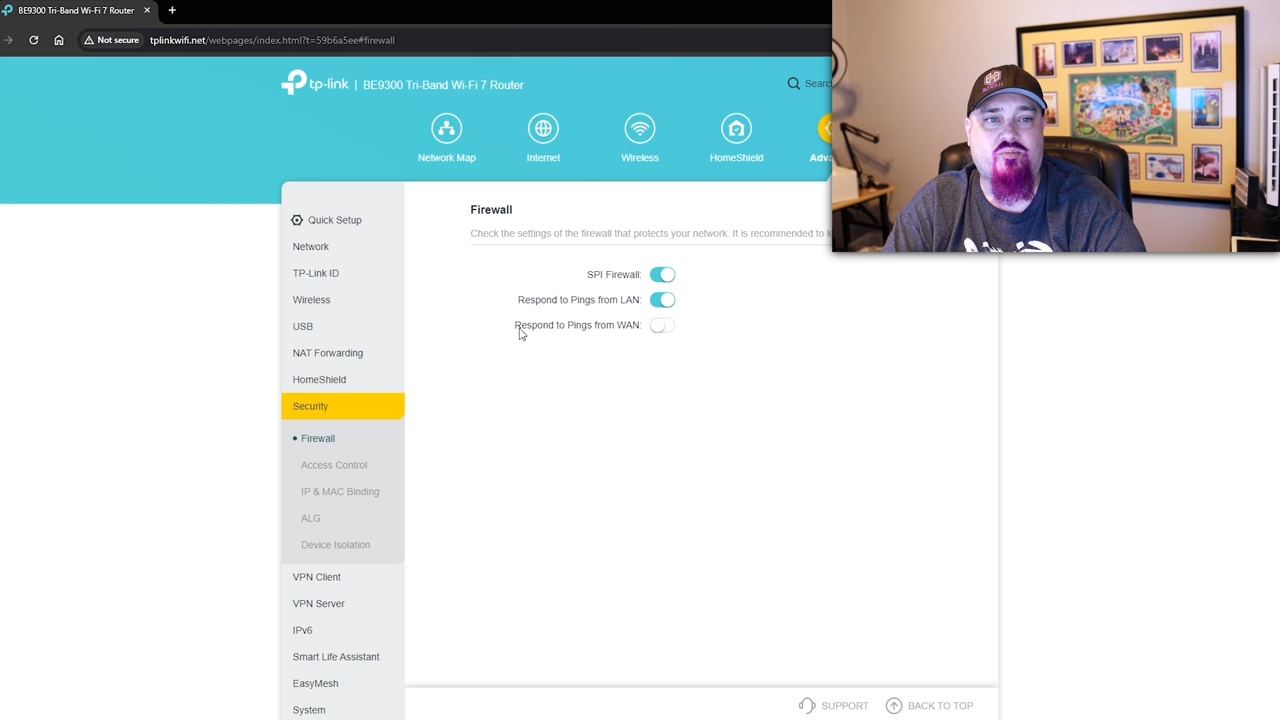 BE9300 Tri-Band Wi-Fi 7 Router
Not secure
tplinkwifi.net/webpages/index.html?t=59b6a5ee#firewall
tp-link | BE9300 Tri-Band Wi-Fi 7 Router
Search
Network Map
Internet
Wireless
HomeShield
Adva
Quick Setup
Network
TP-Link ID
Wireless
USB
NAT Forwarding
HomeShield
Security
Firewall
Access Control
IP & MAC Binding
ALG
Device Isolation
VPN Client
VPN Server
IPv6
Smart Life Assistant
EasyMesh
System
Firewall
Check the settings of the firewall that protects your network. It is recommended to
SPI Firewall:
Respond to Pings from LAN:
Respond to Pings from WAN:
SUPPORT
BACK TO TOP